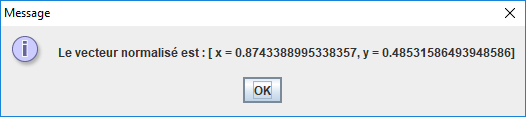 Message
Le vecteur normalisé est : [ x = 0.8743388995338357, y = 0.48531586493948586]
OK